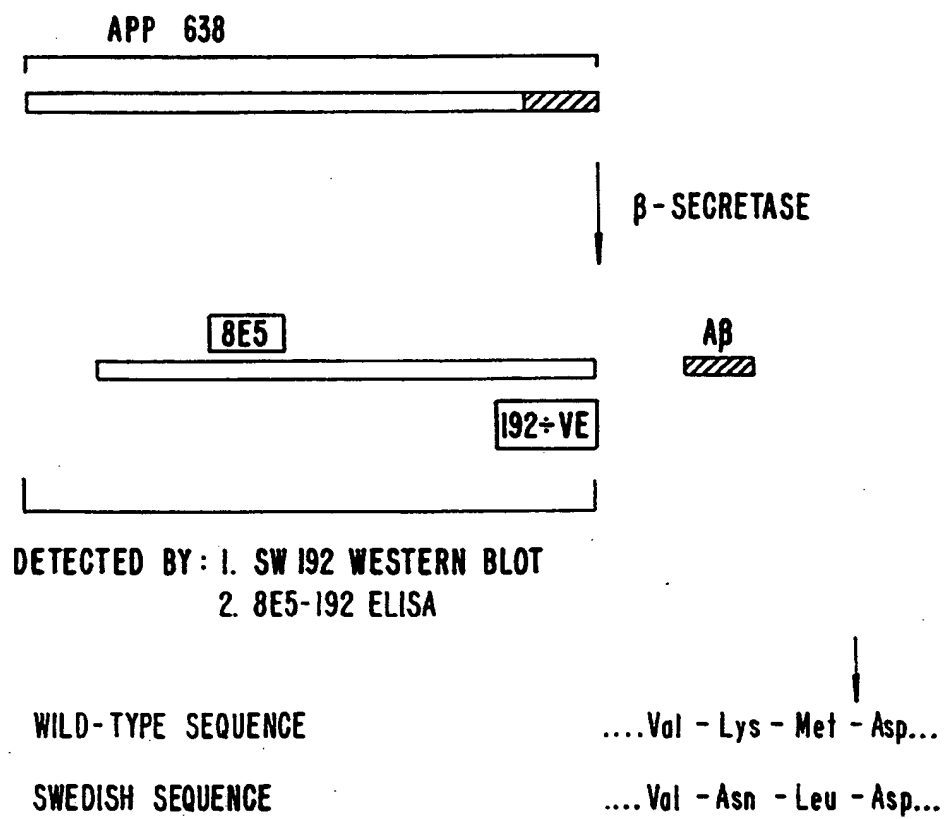 APP 638
β-SECRETASE
8E5
Aβ
192÷VE
DETECTED BY: 1. SW 192 WESTERN BLOT
2. 8E5-192 ELISA
WILD-TYPE SEQUENCE ....Val - Lys - Met - Asp...
SWEDISH SEQUENCE ....Val - Asn - Leu - Asp...